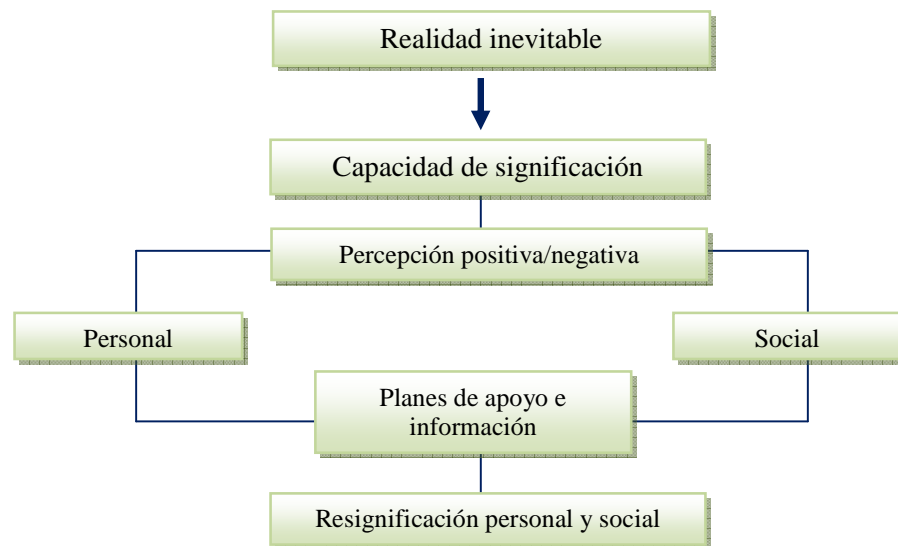 Realidad inevitable
Capacidad de significación
Percepción positiva/negativa
Personal
Social
Planes de apoyo e
información
Resignificación personal y social